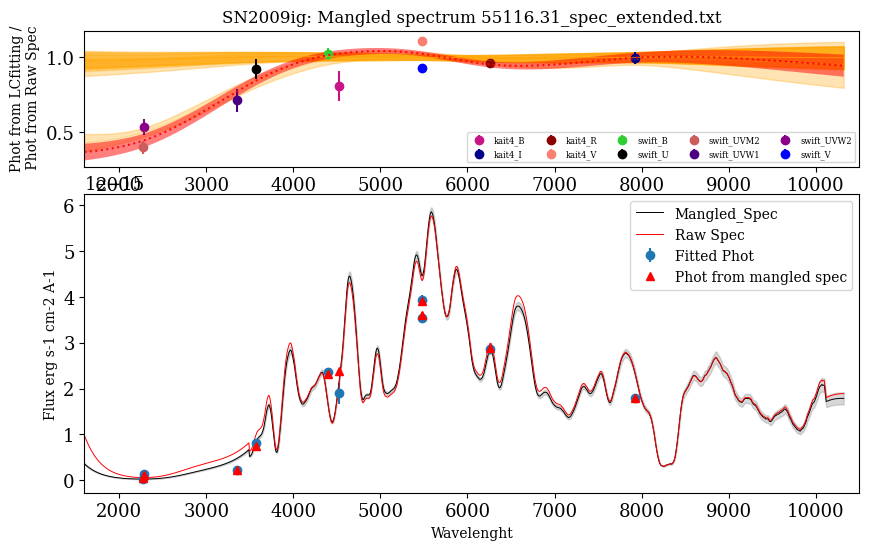 SN2009ig: Mangled spectrum 55116.31_spec_extended.txt
Phot from LCfitting /
Phot from Raw Spec
1.0
0.5
kait4_B kait4_R swift_B swift_UVM2 swift_UVW2
kait4_I kait4_V swift_U swift_UVW1 swift_V
2000 3000 4000 5000 6000 7000 8000 9000 10000
1e−15
Flux erg s-1 cm-2 A-1
6
5
4
3
2
1
0
Mangled_Spec
Raw Spec
Fitted Phot
Phot from mangled spec
2000 3000 4000 5000 6000 7000 8000 9000 10000
Wavelenght